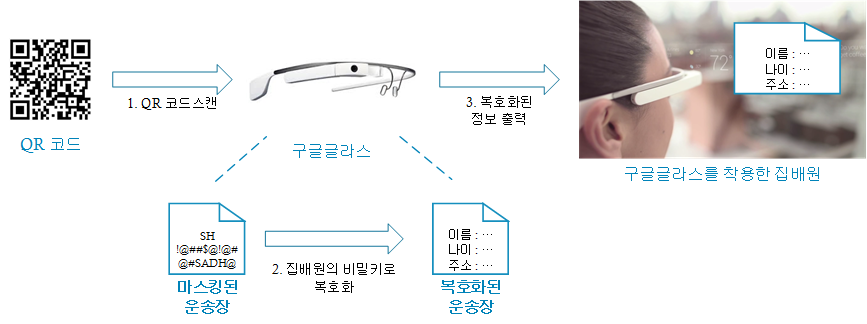 QR 코드
1. QR 코드스캔
구글글라스
3. 복호화된
정보 출력
이름 : …
나이 : …
주소 : …
72°
구글글라스를 착용한 집배원
SH
!@##$@!@#
@#SADH@
마스킹된
운송장
2. 집배원의 비밀키로
복호화
이름 : …
나이 : …
주소 : …
복호화된
운송장